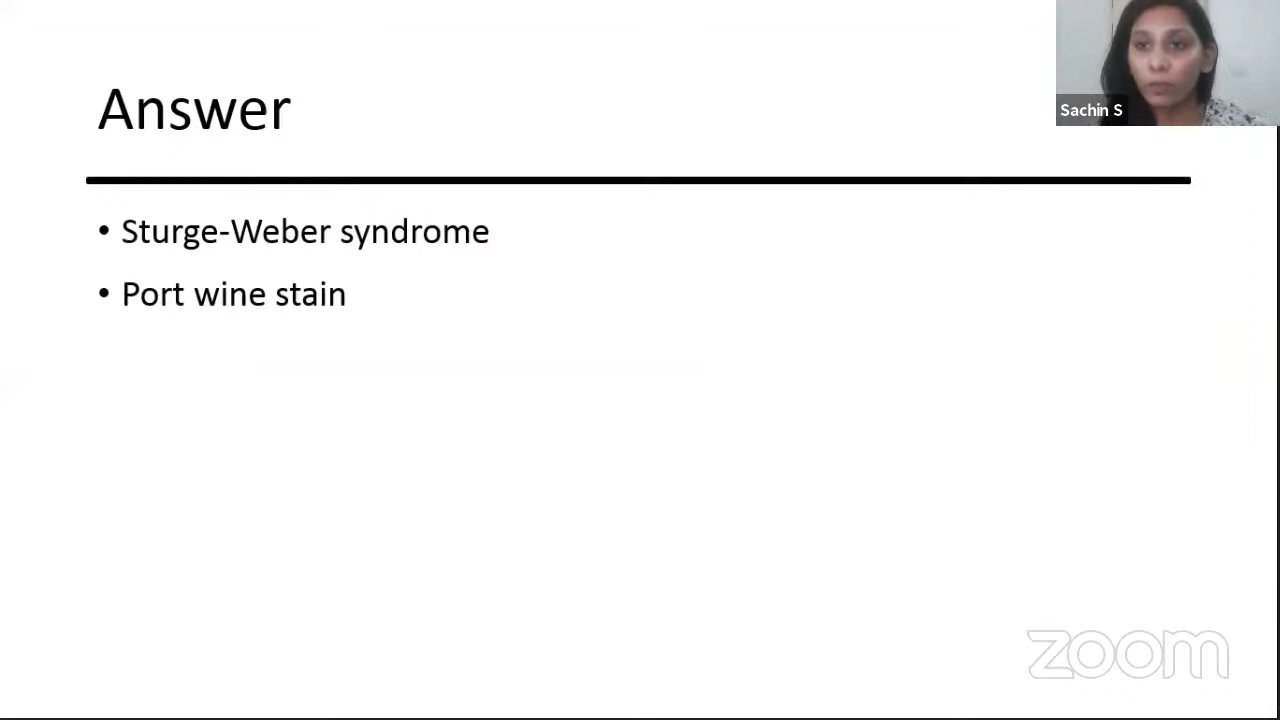 Answer
Sachin S
• Sturge-Weber syndrome
• Port wine stain
zoom